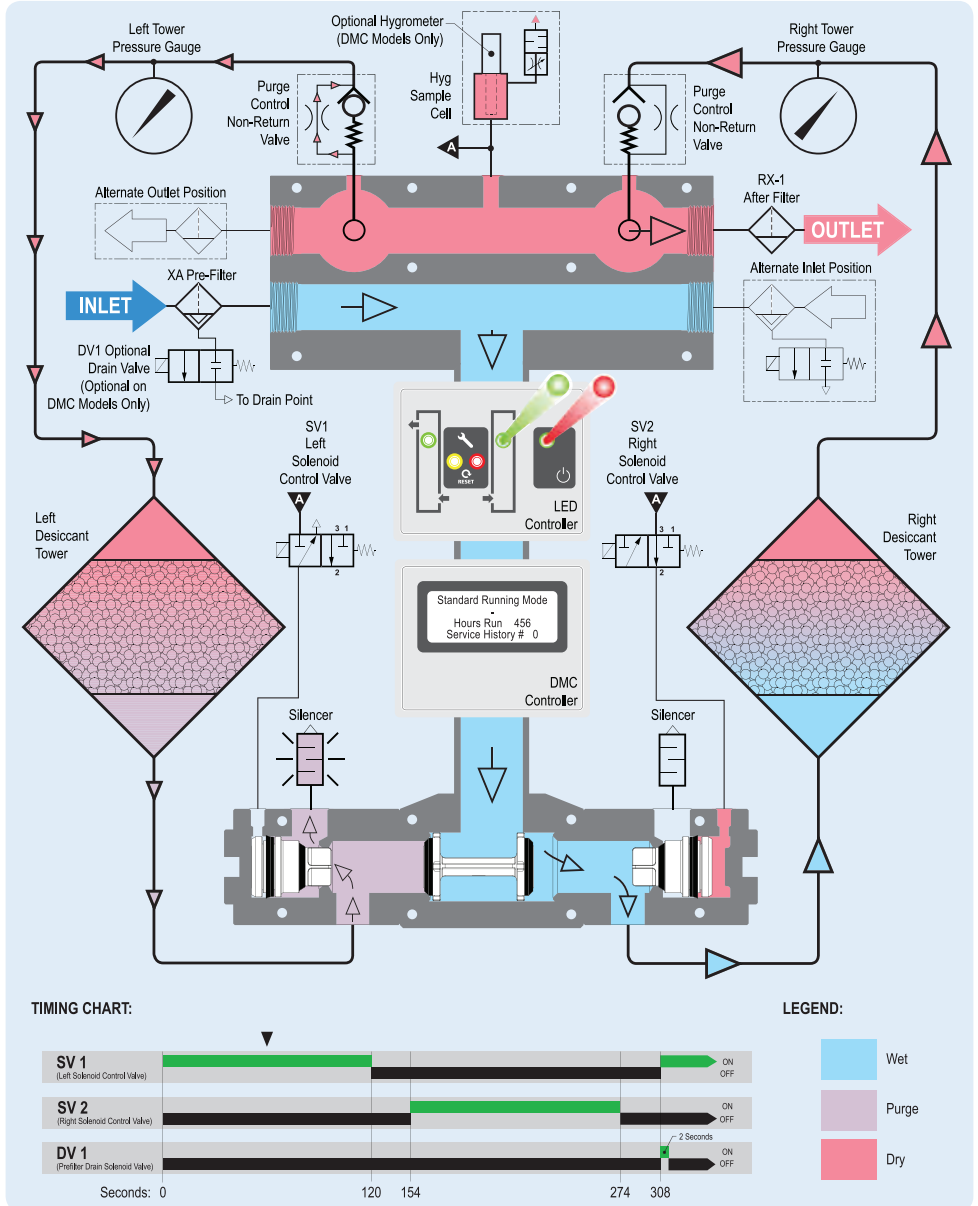 Left Tower
Pressure Gauge
Optional Hygrometer
(DMC Models Only)
Right Tower
Pressure Gauge
Purge
Control
Non-Return
Valve
Hyg
Sample
Cell
A
Purge
Control
Non-Return
Valve
Alternate Outlet Position
RX-1
After Filter
OUTLET
XA Pre-Filter
INLET
Alternate Inlet Position
DV1 Optional
Drain Valve
(Optional on
DMC Models Only)
To Drain Point
SV1
Left
Solenoid
Control Valve
A
3 1
2
RESET
LED
Controller
SV2
Right
Solenoid
Control Valve
A
3 1
2
Left
Desiccant
Tower
Right
Desiccant
Tower
Standard Running Mode
-
Hours Run 456
Service History # 0
DMC
Controller
Silencer
Silencer
TIMING CHART:
SV 1
(Left Solenoid Control Valve)
ON
OFF
SV 2
(Right Solenoid Control Valve)
ON
OFF
DV 1
(Prefilter Drain Solenoid Valve)
2 Seconds
ON
OFF
Seconds: 0 120 154 274 308
LEGEND:
Wet
Purge
Dry